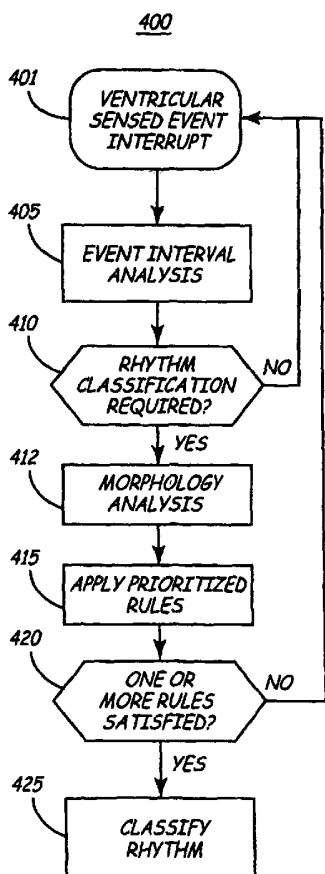 400
401
VENTRICULAR
SENSED EVENT
INTERRUPT
405
EVENT INTERVAL
ANALYSIS
410
RHYTHM
CLASSIFICATION
REQUIRED?
NO
YES
412
MORPHOLOGY
ANALYSIS
415
APPLY PRIORITIZED
RULES
420
ONE OR
MORE RULES
SATISFIED?
NO
YES
425
CLASSIFY
RHYTHM